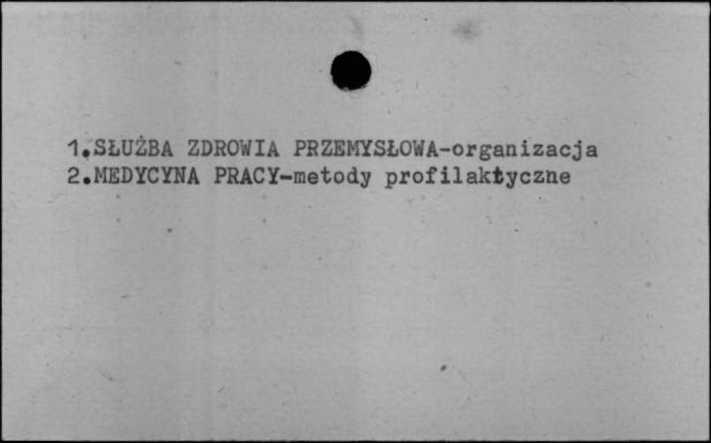 1.SŁUŻBA ZDROWIA PRZEMYSŁOWA-organizacja
2.MEDYCYNA PRACY-metody profilaktyczne